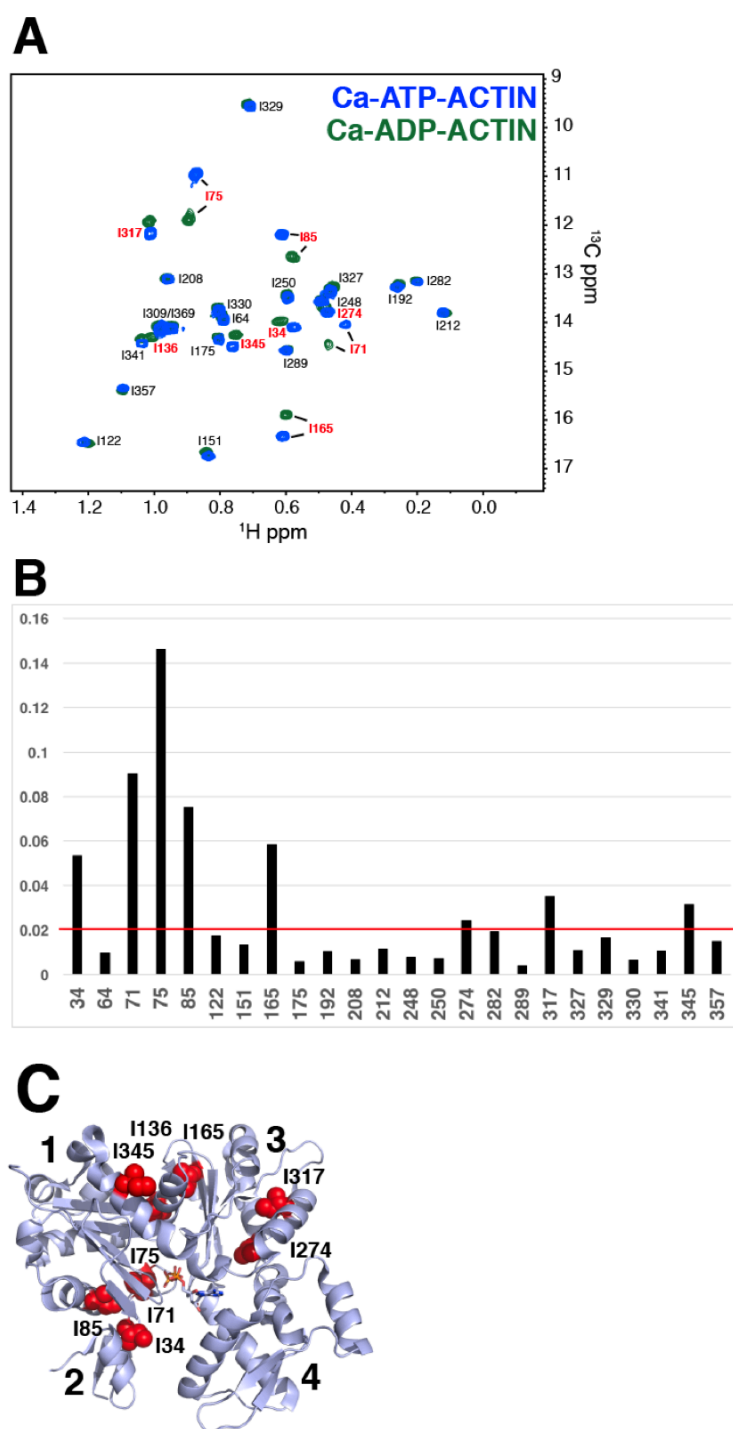 A
Ca-ATP-ACTIN
Ca-ADP-ACTIN
I329
I75
I317
I85
I208
I327
I282
I250
I192
I330
I248
I309/I369
I64
I274
I212
I34
I341
I136
I175
I345
I71
I289
I357
I165
I122
I151
9
10
11
12
13
14
15
16
17
13C ppm
1.4 1.2 1.0 0.8 0.6 0.4 0.2 0.0
1H ppm
B
0.16
0.14
0.12
0.1
0.08
0.06
0.04
0.02
0
34 64 71 75 85 122 151 165 175 192 208 212 248 250 274 282 289 317 327 329 330 341 345 357
C
1
I136 I165
I345
3
I317
I274
I75
I71
I85
I34
2
4